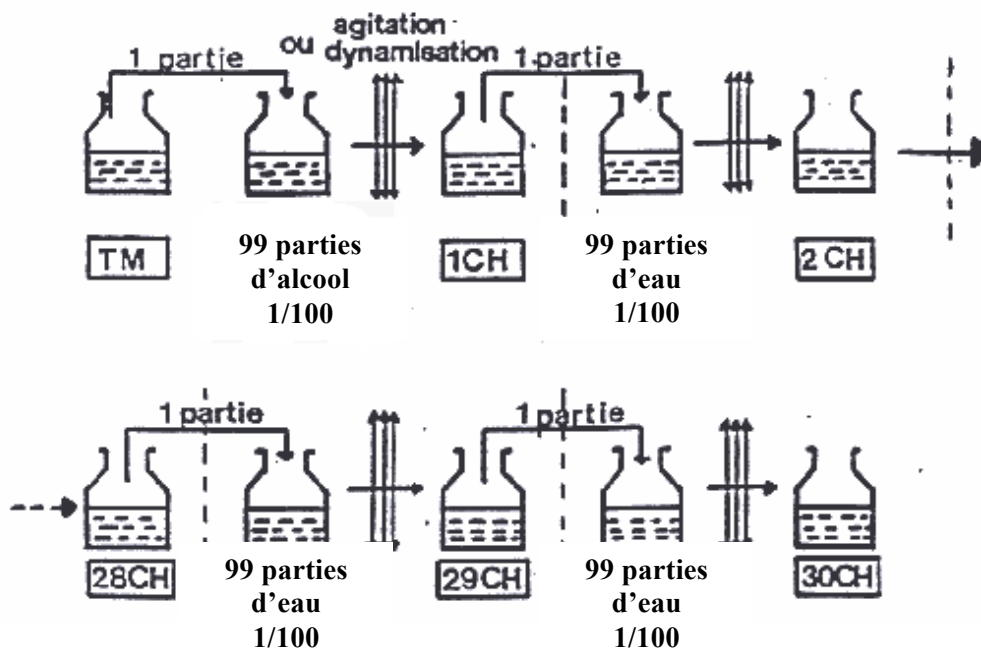 1 partie
ou agitation
dynamisation
1 partie
TM
99 parties
d’alcool
1/100
1CH
99 parties
d’eau
1/100
2 CH
1 partie
1 partie
28CH
99 parties
d’eau
1/100
29CH
99 parties
d’eau
1/100
30CH